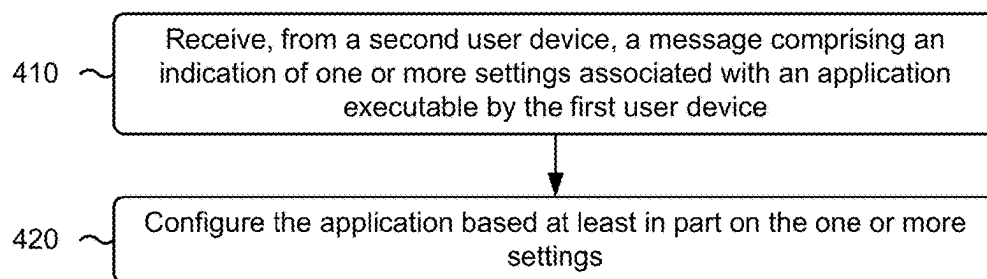 410
Receive, from a second user device, a message comprising an
indication of one or more settings associated with an application
executable by the first user device
420
Configure the application based at least in part on the one or more
settings